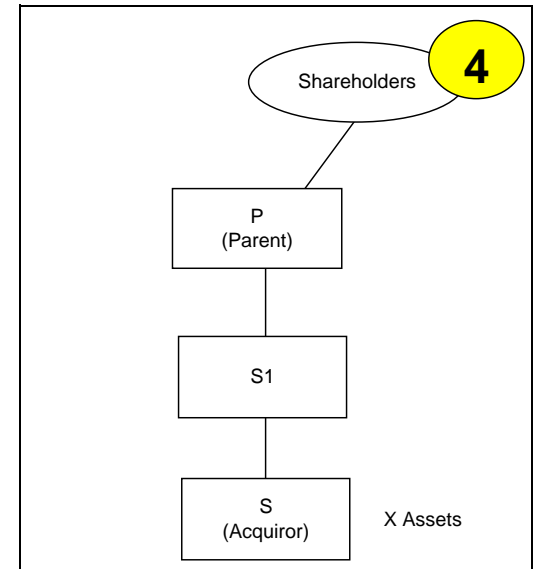 4
Shareholders
P
(Parent)
S1
S
(Acquiror)
X Assets